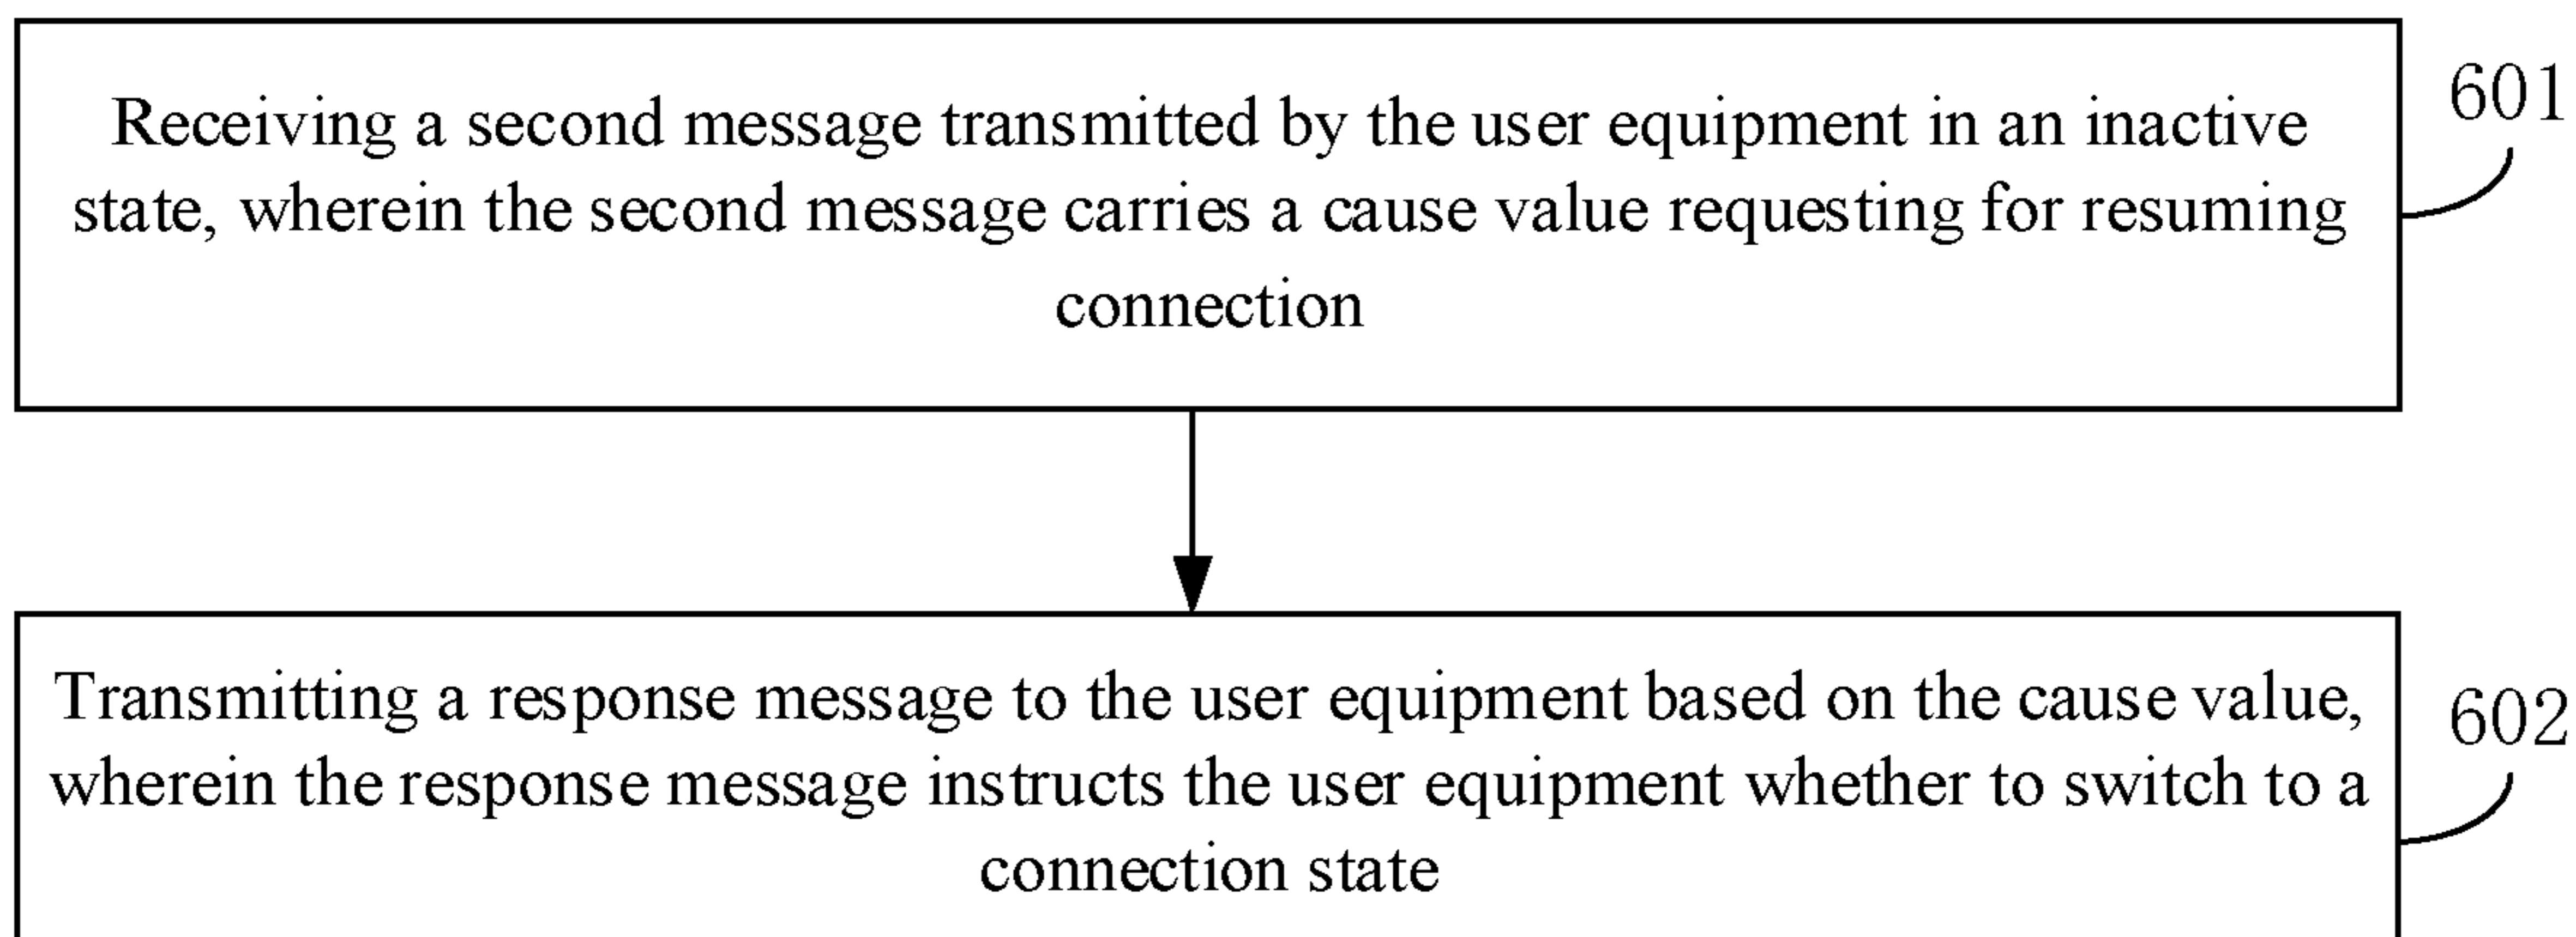 Receiving a second message transmitted by the user equipment in an inactive
state, wherein the second message carries a cause value requesting for resuming
connection
601
Transmitting a response message to the user equipment based on the cause value,
wherein the response message instructs the user equipment whether to switch to a
connection state
602